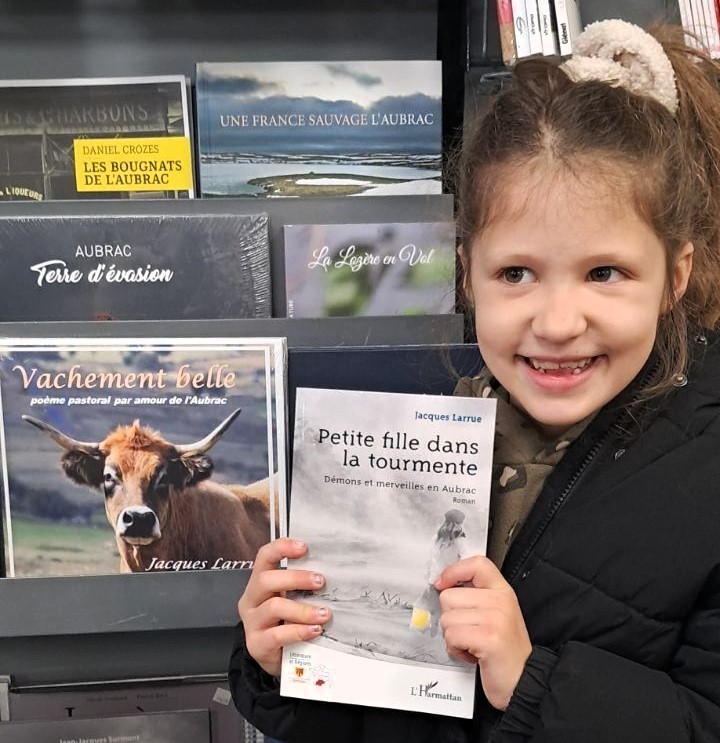 & CHARBONS
LIQUEURS
DANIEL CROZES
LES BOUGNATS
DE L'AUBRAC
UNE FRANCE SAUVAGE L'AUBRAC
AUBRAC
Terre d'évasion
La Lozère en Vol
Vachement belle
poème pastoral par amour de l'Aubrac
Jacques Larru
Jacques Larrue
Petite fille dans
la tourmente
Démons et merveilles en Aubrac
Roman
L'Harmattan